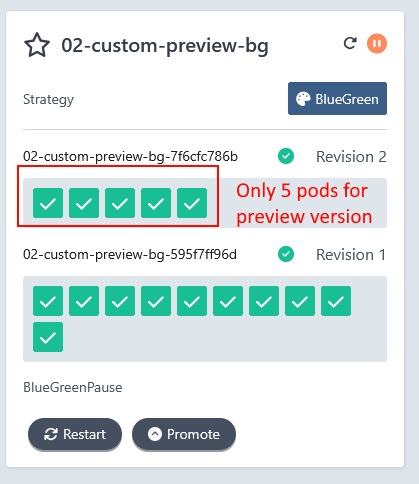 02-custom-preview-bg
Strategy
BlueGreen
02-custom-preview-bg-7f6cfc786b
Revision 2
Only 5 pods for
preview version
02-custom-preview-bg-595f7ff96d
Revision 1
BlueGreenPause
Restart
Promote